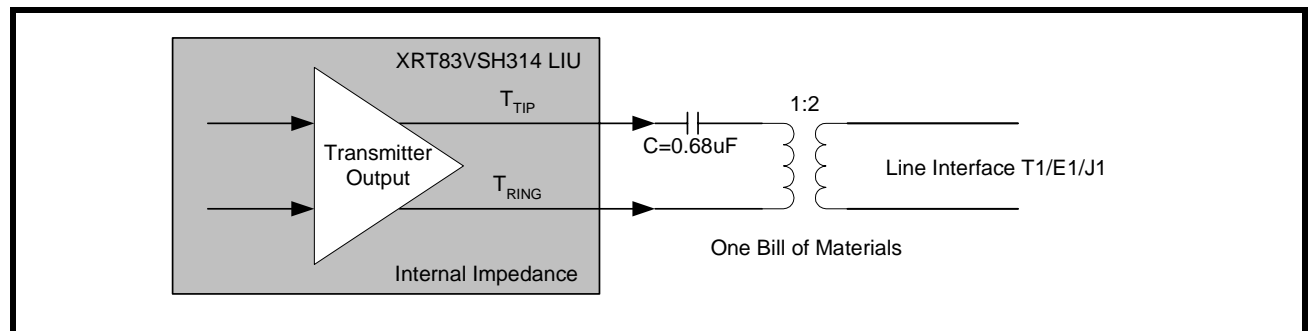 XRT83VSH314 LIU
TTIP
1:2
C=0.68uF
Transmitter
Output
Line Interface T1/E1/J1
TRING
One Bill of Materials
Internal Impedance